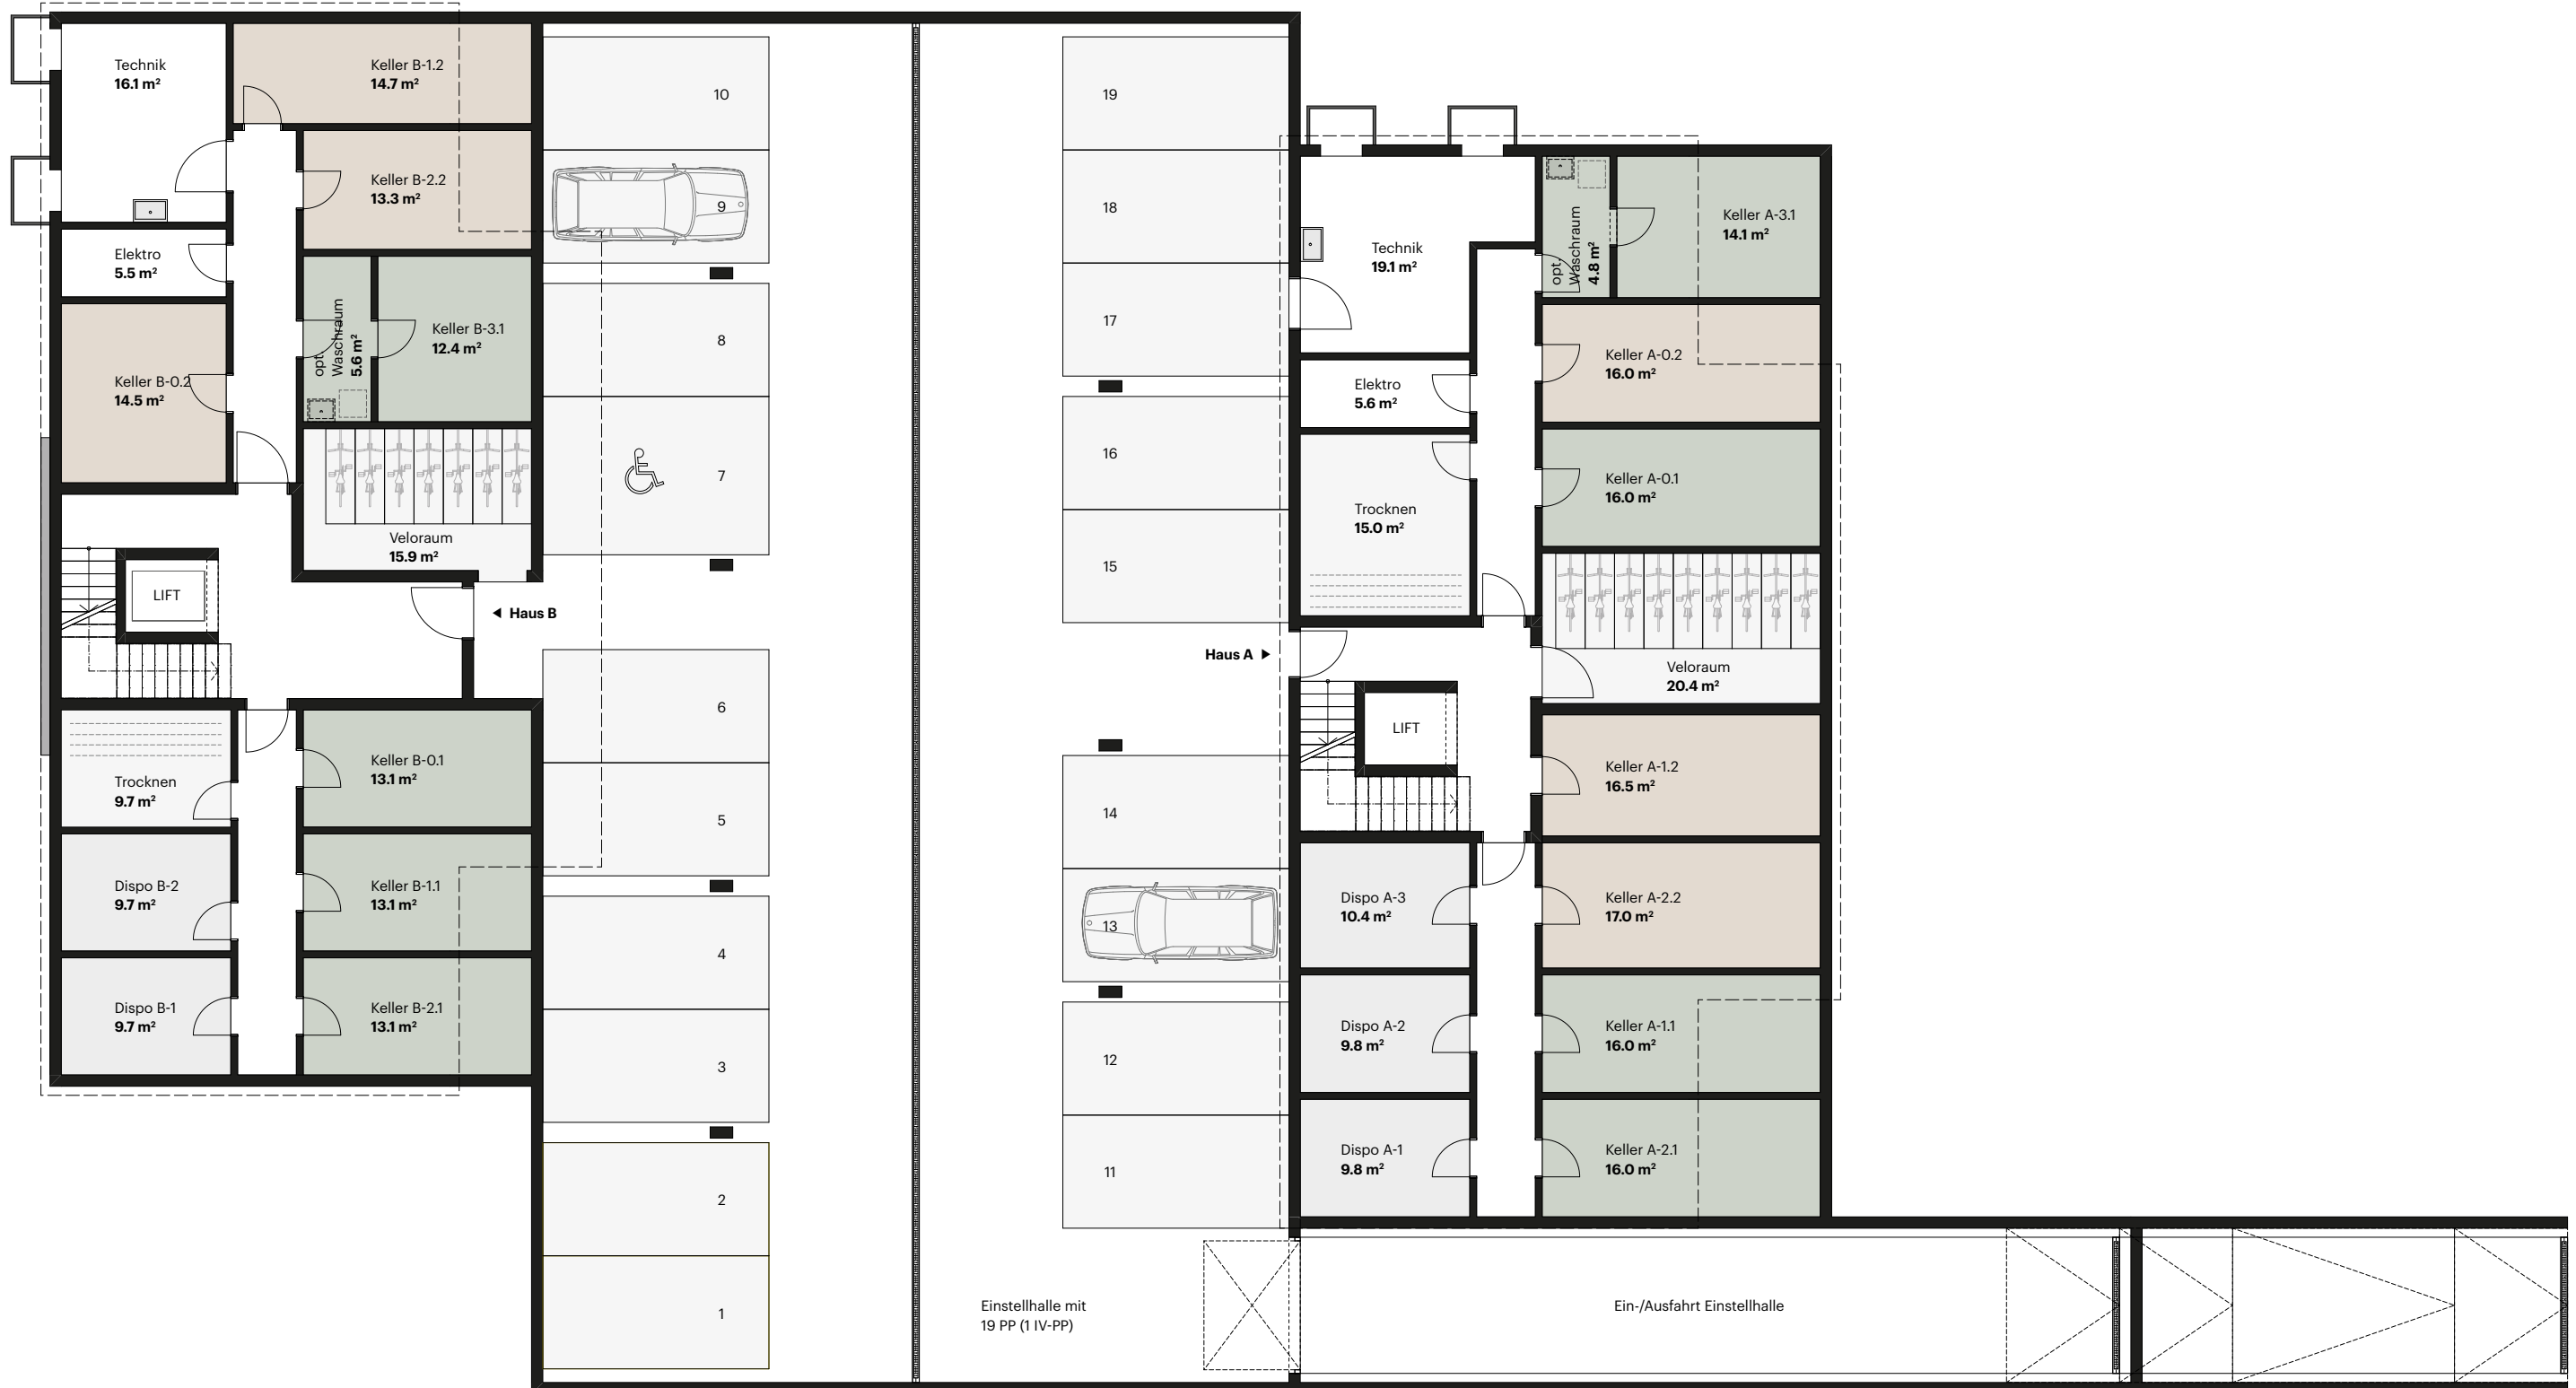 Technik
16.1 m²
Keller B-1.2
14.7 m²
Keller B-2.2
13.3 m²
Elektro
5.5 m²
Keller B-0.2
14.5 m²
opt.
Waschraum
5.6 m²
Keller B-3.1
12.4 m²
Veloraum
15.9 m²
LIFT
Haus B
Trocknen
9.7 m²
Keller B-0.1
13.1 m²
Dispo B-2
9.7 m²
Keller B-1.1
13.1 m²
Dispo B-1
9.7 m²
Keller B-2.1
13.1 m²
10
9
8
7
6
5
4
3
2
1
19
18
17
16
15
14
13
12
11
Haus A
Einstellhalle mit
19 PP (1 IV-PP)
Technik
19.1 m²
opt.
Waschraum
4.8 m²
Keller A-3.1
14.1 m²
Elektro
5.6 m²
Keller A-0.2
16.0 m²
Trocknen
15.0 m²
Keller A-0.1
16.0 m²
Veloraum
20.4 m²
LIFT
Keller A-1.2
16.5 m²
Dispo A-3
10.4 m²
Keller A-2.2
17.0 m²
Dispo A-2
9.8 m²
Keller A-1.1
16.0 m²
Dispo A-1
9.8 m²
Keller A-2.1
16.0 m²
Ein-/Ausfahrt Einstellhalle